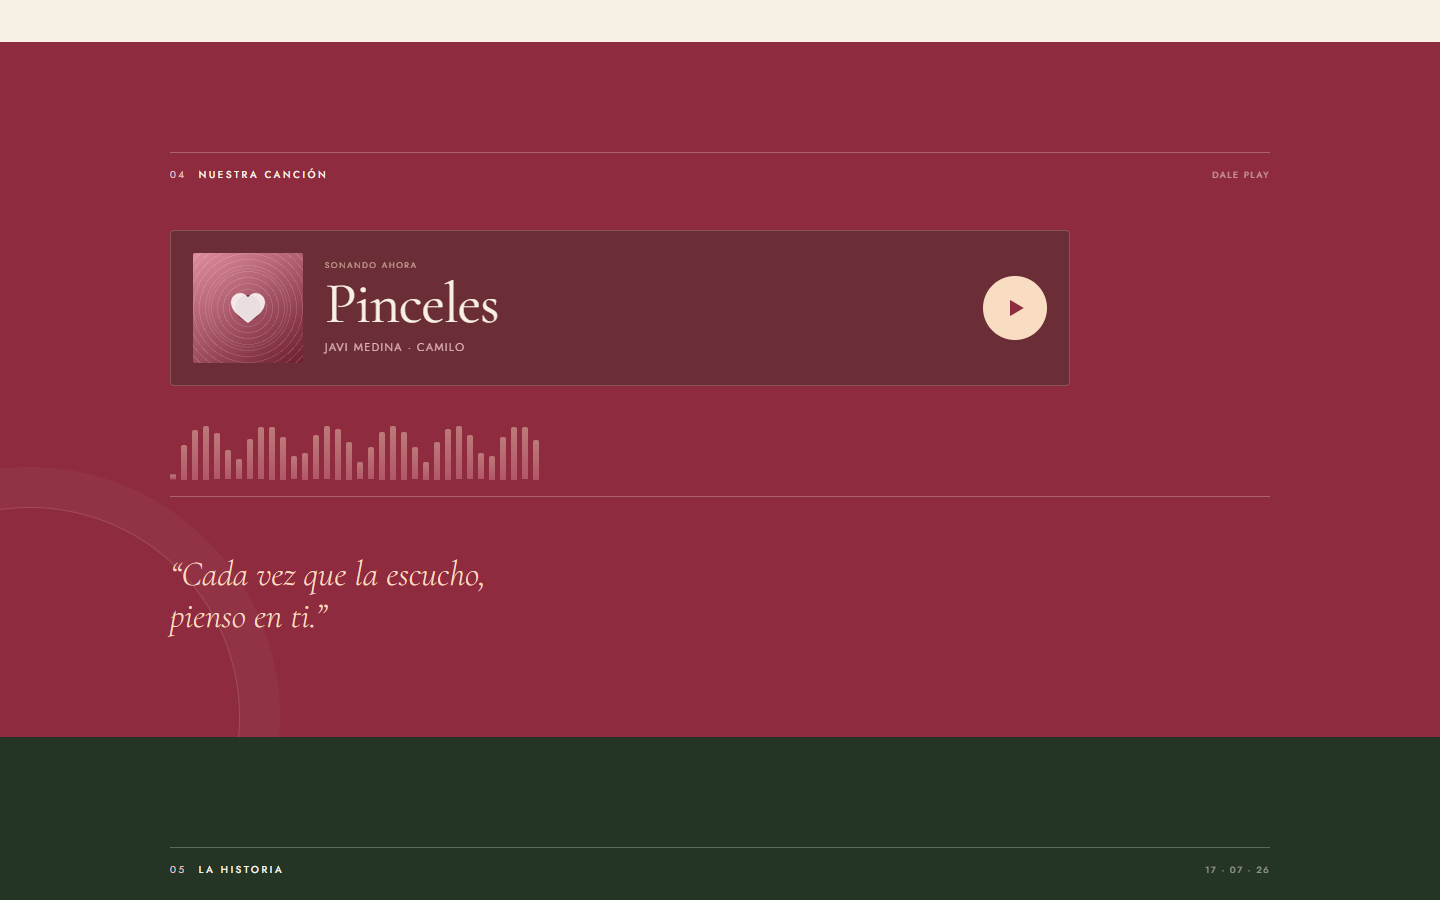 04 NUESTRA CANCIÓN
DALE PLAY
SONANDO AHORA
Pinceles
JAVI MEDINA · CAMILO
“Cada vez que la escucho,
pienso en ti.”
05 LA HISTORIA
17 · 07 · 26